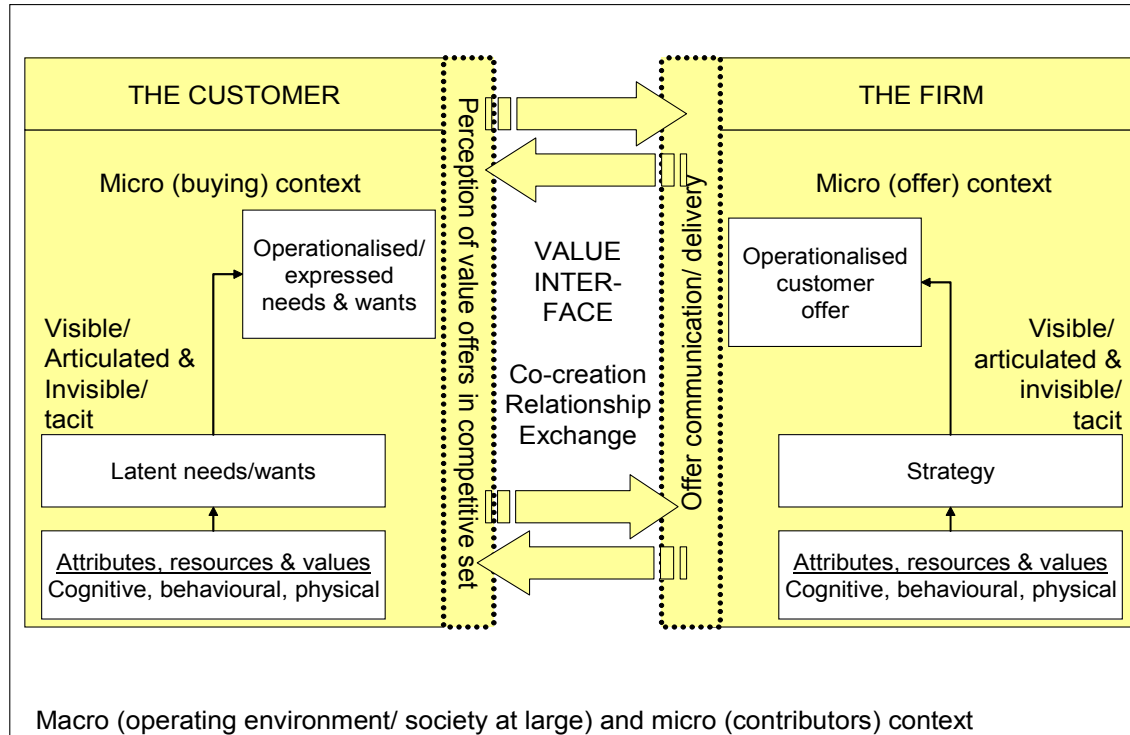 THE CUSTOMER
Micro (buying) context
Operationalised/
expressed
needs & wants
Visible/
Articulated &
Invisible/
tacit
Latent needs/wants
Attributes, resources & values
Cognitive, behavioural, physical
Perception of value offers in competitive set
VALUE
INTER-
FACE
Co-creation
Relationship
Exchange
Offer communication/ delivery
THE FIRM
Micro (offer) context
Operationalised
customer
offer
Visible/
articulated &
invisible/
tacit
Strategy
Attributes, resources & values
Cognitive, behavioural, physical
Macro (operating environment/ society at large) and micro (contributors) context